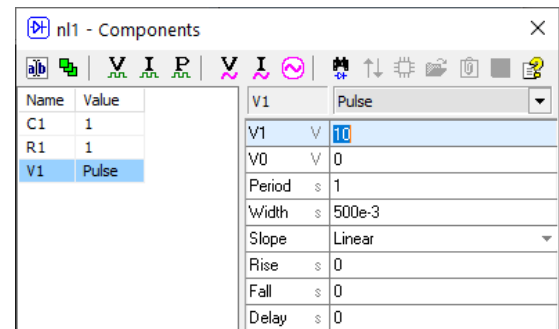 nl1 - Components
a|b V I P V I
Name Value
C1 1
R1 1
V1 Pulse
V1 Pulse
V1 V 10
V0 V 0
Period s 1
Width s 500e-3
Slope Linear
Rise s 0
Fall s 0
Delay s 0